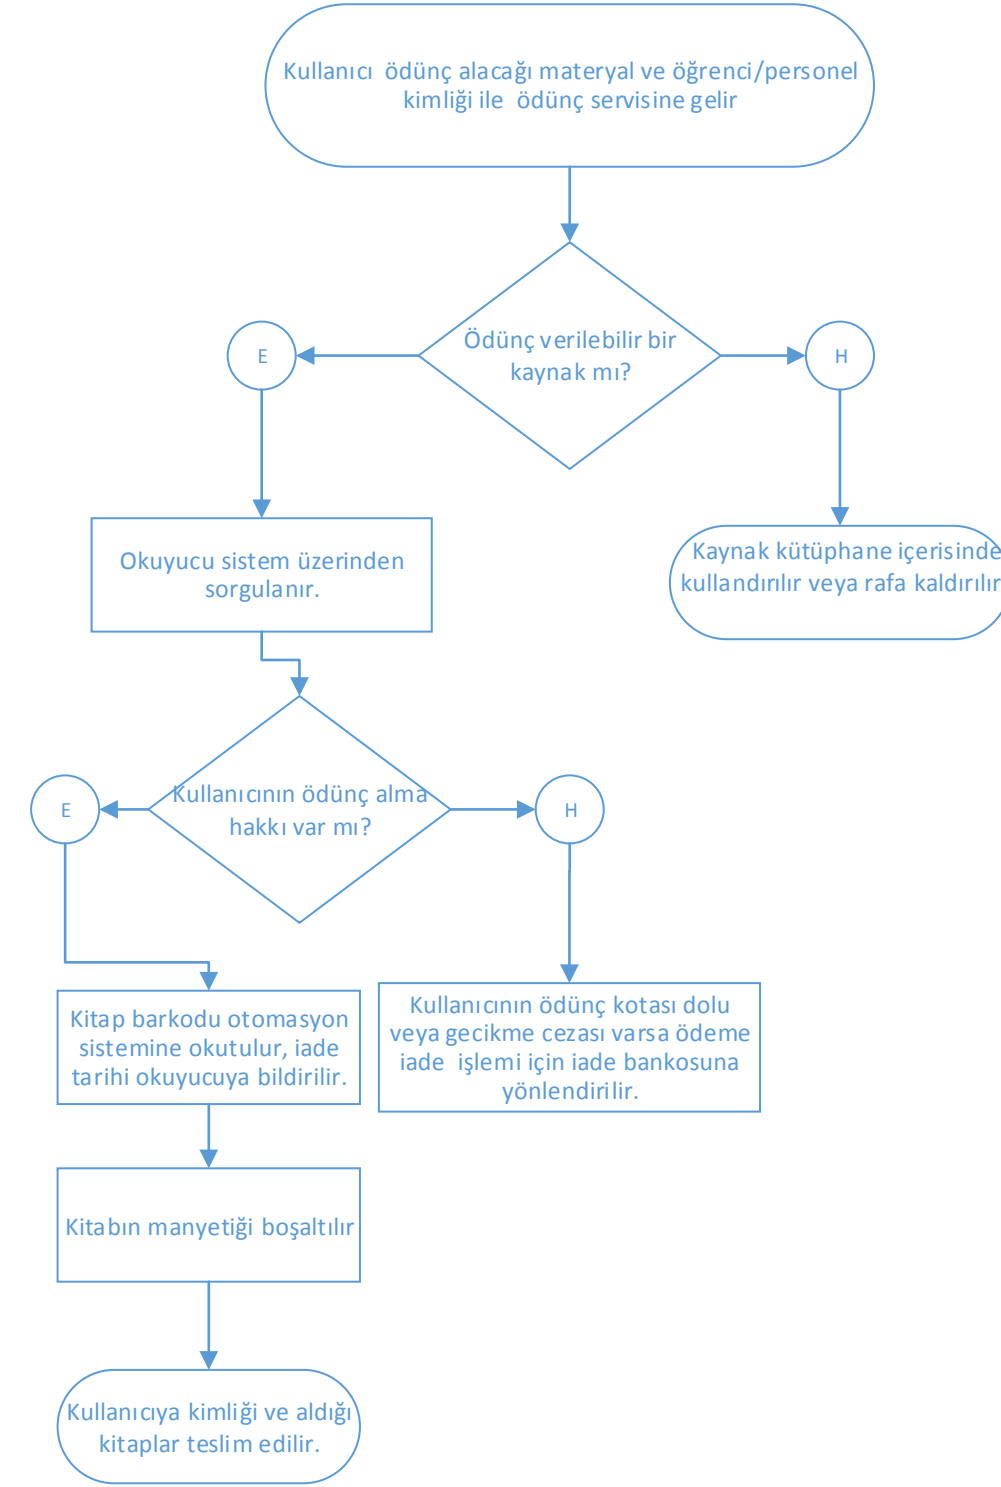 Kullanıcı ödünç alacağı materyal ve öğrenci/personel
kimliği ile ödünç servisine gelir
Ödünç verilebilir bir
kaynak mı?
E
H
Okuyucu sistem üzerinden
sorgulanır.
Kaynak kütüphane içerisinde
kullandırılır veya rafa kaldırılır
Kullanıcının ödünç alma
hakkı var mı?
E
H
Kitap barkodu otomasyon
sistemine okutulur, iade
tarihi okuyucuya bildirilir.
Kullanıcının ödünç kotası dolu
veya gecikme cezası varsa ödeme
iade işlemi için iade bankosuna
yönlendirilir.
Kitabın manyetiği boşaltılır
Kullanıcıya kimliği ve aldığı
kitaplar teslim edilir.